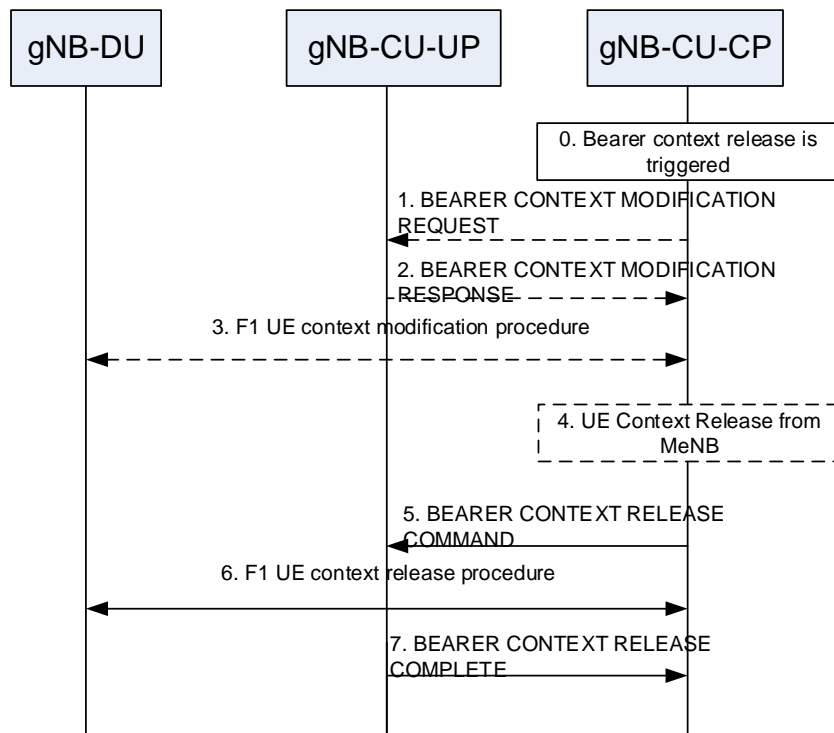 gNB-DU
gNB-CU-UP
gNB-CU-CP
0. Bearer context release is
triggered
1. BEARER CONTEXT MODIFICATION
REQUEST
2. BEARER CONTEXT MODIFICATION
RESPONSE
3. F1 UE context modification procedure
4. UE Context Release from
MeNB
5. BEARER CONTEXT RELEASE
COMMAND
6. F1 UE context release procedure
7. BEARER CONTEXT RELEASE
COMPLETE